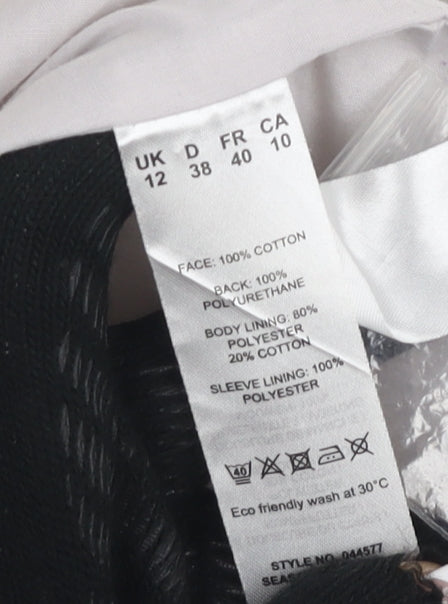 UK D FR CA
12 38 40 10
FACE: 100% COTTON
BACK: 100%
POLYURETHANE
BODY LINING: 80%
POLYESTER
20% COTTON
SLEEVE LINING: 100%
POLYESTER
40
Eco friendly wash at 30°C
STYLE NO. 044577